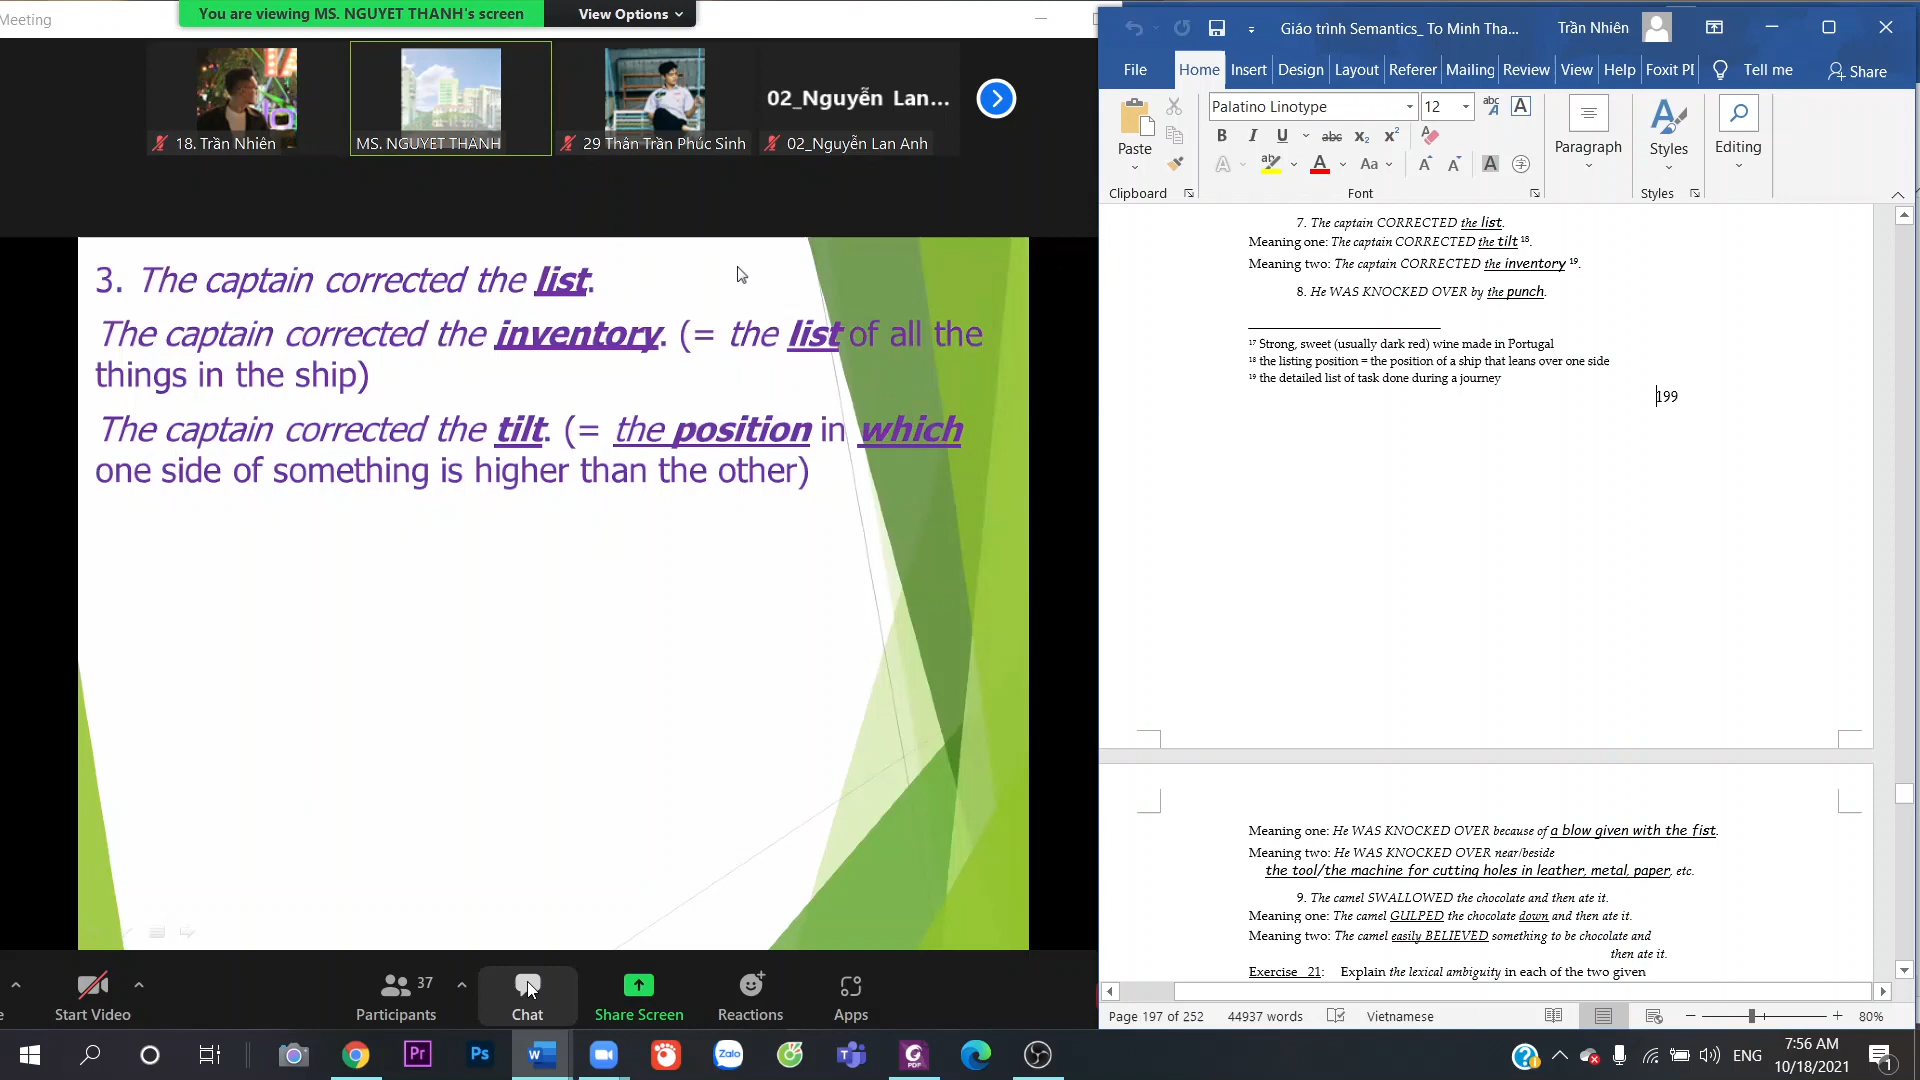 Meeting
You are viewing MS. NGUYET THANH's screen
View Options
02_Nguyễn Lan...
18. Trần Nhiên
MS. NGUYET THANH
29 Thân Trần Phúc Sinh
02_Nguyễn Lan Anh
3. The captain corrected the list.
The captain corrected the inventory. (= the list of all the
things in the ship)
The captain corrected the tilt. (= the position in which
one side of something is higher than the other)
Start Video
37
Participants
Chat
Share Screen
Reactions
Apps
Giáo trình Semantics_ To Minh Tha...
Trần Nhiên
File
Home
Insert
Design
Layout
Referer
Mailing
Review
View
Help
Foxit PI
Tell me
Share
Paste
Clipboard
Palatino Linotype
12
Font
Paragraph
Styles
Styles
Editing
7. The captain CORRECTED the list.
Meaning one: The captain CORRECTED the tilt 18.
Meaning two: The captain CORRECTED the inventory 19.
8. He WAS KNOCKED OVER by the punch.
17 Strong, sweet (usually dark red) wine made in Portugal
18 the listing position = the position of a ship that leans over one side
19 the detailed list of task done during a journey
199
Meaning one: He WAS KNOCKED OVER because of a blow given with the fist.
Meaning two: He WAS KNOCKED OVER near/beside
the tool/the machine for cutting holes in leather, metal, paper, etc.
9. The camel SWALLOWED the chocolate and then ate it.
Meaning one: The camel GULPED the chocolate down and then ate it.
Meaning two: The camel easily BELIEVED something to be chocolate and
then ate it.
Exercise 21: Explain the lexical ambiguity in each of the two given
Page 197 of 252
44937 words
Vietnamese
80%
Pr
Ps
Zalo
ENG
7:56 AM
10/18/2021
1